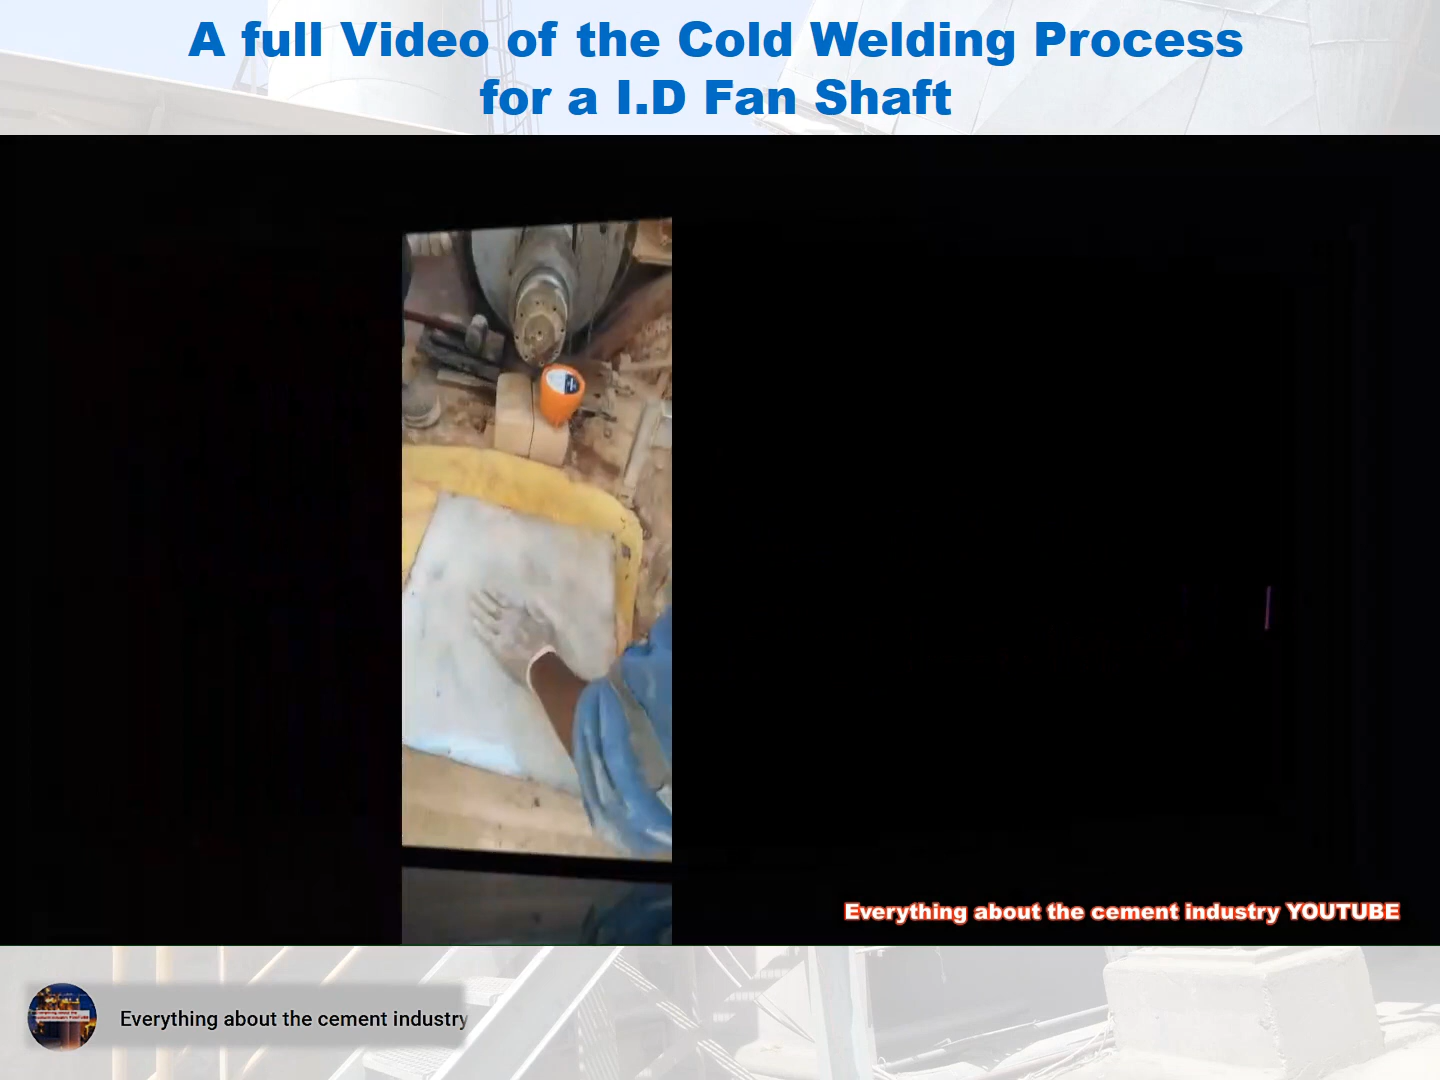 A full Video of the Cold Welding Process
for a I.D Fan Shaft
Everything about the cement industry YOUTUBE
Everything about the cement industry